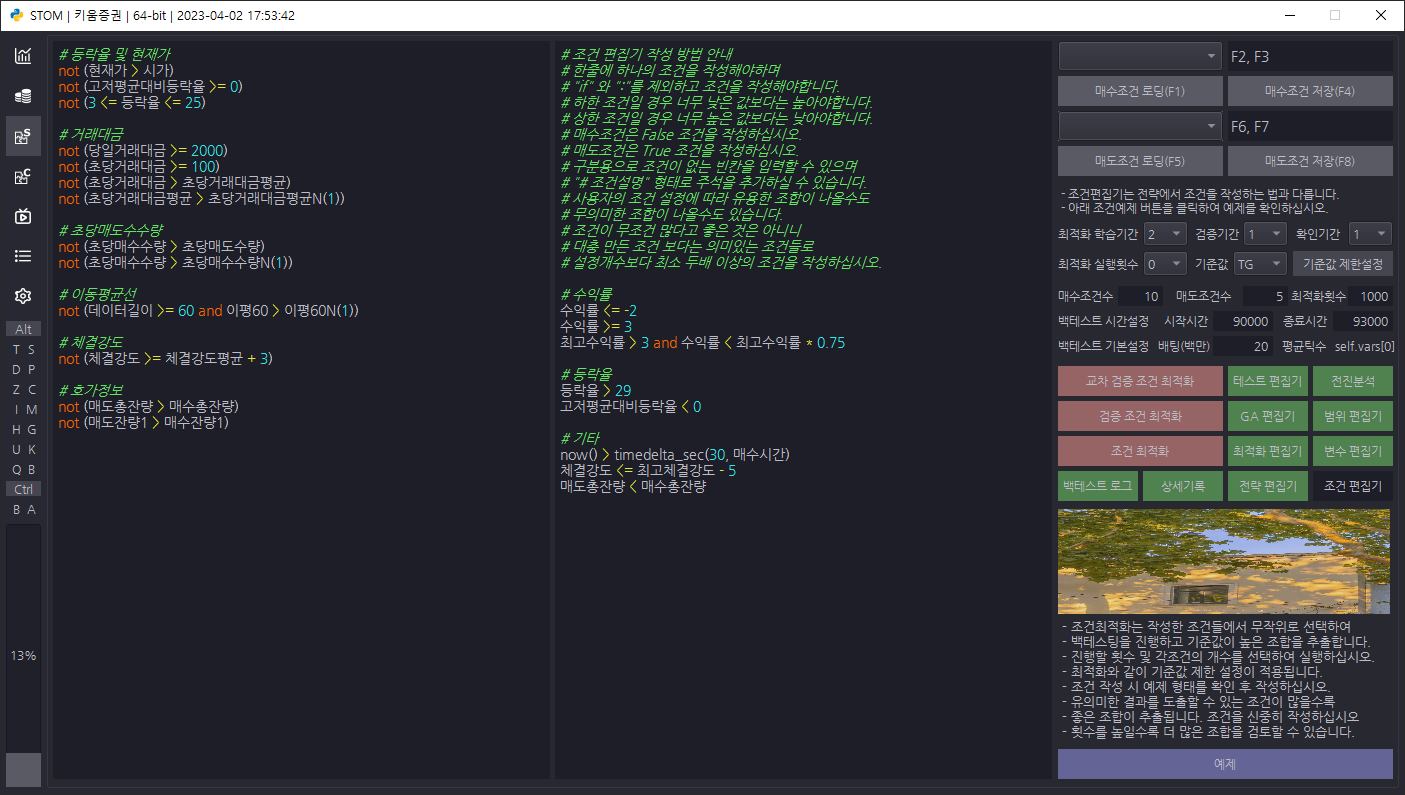 STOM | 키움증권 | 64-bit | 2023-04-02 17:53:42
S
C
Alt
T S
D P
Z C
I M
H G
U K
Q B
Ctrl
B A
13%
# 등락율 및 현재가
not (현재가 > 시가)
not (고저평균대비등락율 >= 0)
not (3 <= 등락율 <= 25)
# 거래대금
not (당일거래대금 >= 2000)
not (초당거래대금 >= 100)
not (초당거래대금 > 초당거래대금평균)
not (초당거래대금평균 > 초당거래대금평균N(1))
# 초당매도수수량
not (초당매수수량 > 초당매도수량)
not (초당매수수량 > 초당매수수량N(1))
# 이동평균선
not (데이터길이 >= 60 and 이평60 > 이평60N(1))
# 체결강도
not (체결강도 >= 체결강도평균 + 3)
# 호가정보
not (매도총잔량 > 매수총잔량)
not (매도잔량1 > 매수잔량1)
# 조건 편집기 작성 방법 안내
# 한줄에 하나의 조건을 작성해야하며
# "if" 와 ":"를 제외하고 조건을 작성해야합니다.
# 하한 조건일 경우 너무 낮은 값보다는 높아야합니다.
# 상한 조건일 경우 너무 높은 값보다는 낮아야합니다.
# 매수조건은 False 조건을 작성하십시오.
# 매도조건은 True 조건을 작성하십시오
# 구분용으로 조건이 없는 빈칸을 입력할 수 있으며
# "# 조건설명" 형태로 주석을 추가하실 수 있습니다.
# 사용자의 조건 설정에 따라 유용한 조합이 나올수도
# 무의미한 조합이 나올수도 있습니다.
# 조건이 무조건 많다고 좋은 것은 아니니
# 대충 만든 조건 보다는 의미있는 조건들로
# 설정개수보다 최소 두배 이상의 조건을 작성하십시오.
# 수익률
수익률 <= -2
수익률 >= 3
최고수익률 > 3 and 수익률 < 최고수익률 * 0.75
# 등락율
등락율 > 29
고저평균대비등락율 < 0
# 기타
now() > timedelta_sec(30, 매수시간)
체결강도 <= 최고체결강도 - 5
매도총잔량 < 매수총잔량
F2, F3
매수조건 로딩(F1) 매수조건 저장(F4)
F6, F7
매도조건 로딩(F5) 매도조건 저장(F8)
- 조건편집기는 전략에서 조건을 작성하는 법과 다릅니다.
- 아래 조건예제 버튼을 클릭하여 예제를 확인하십시오.
최적화 학습기간 2 검증기간 1 확인기간 1
최적화 실행횟수 0 기준값 TG 기준값 제한설정
매수조건수 10 매도조건수 5 최적화횟수 1000
백테스트 시간설정 시작시간 90000 종료시간 93000
백테스트 기본설정 배팅(백만) 20 평균틱수 self.vars[0]
교차 검증 조건 최적화 테스트 편집기 전진분석
검증 조건 최적화 GA 편집기 범위 편집기
조건 최적화 최적화 편집기 변수 편집기
백테스트 로그 상세기록 전략 편집기 조건 편집기
- 조건최적화는 작성한 조건들에서 무작위로 선택하여
- 백테스팅을 진행하고 기준값이 높은 조합을 추출합니다.
- 진행할 횟수 및 각조건의 개수를 선택하여 실행하십시오.
- 최적화와 같이 기준값 제한 설정이 적용됩니다.
- 조건 작성 시 예제 형태를 확인 후 작성하십시오.
- 유의미한 결과를 도출할 수 있는 조건이 많을수록
- 좋은 조합이 추출됩니다. 조건을 신중히 작성하십시오
- 횟수를 높일수록 더 많은 조합을 검토할 수 있습니다.
예제